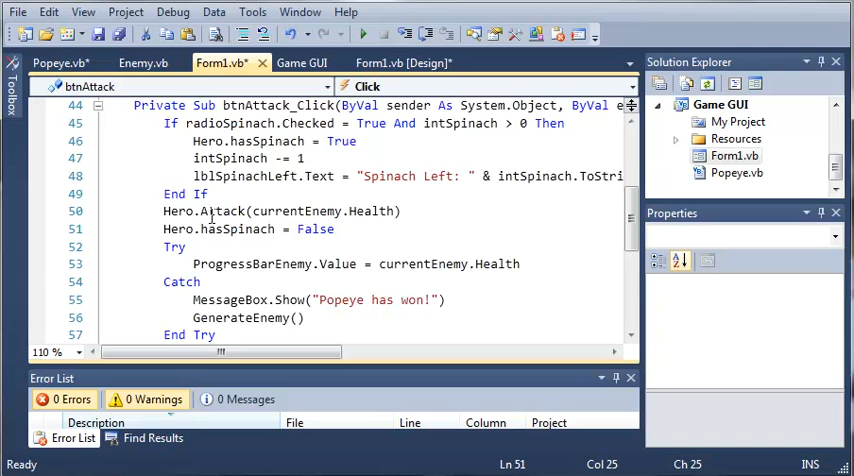 File Edit View Project Debug Data Tools Window Help
Popeye.vb* Enemy.vb Form1.vb* Game GUI Form1.vb [Design]*
Toolbox
btnAttack Click
44 Private Sub btnAttack_Click(ByVal sender As System.Object, ByVal e
45 If radioSpinach.Checked = True And intSpinach > 0 Then
46 Hero.hasSpinach = True
47 intSpinach -= 1
48 lblSpinachLeft.Text = "Spinach Left: " & intSpinach.ToStri
49 End If
50 Hero.Attack(currentEnemy.Health)
51 Hero.hasSpinach = False
52 Try
53 ProgressBarEnemy.Value = currentEnemy.Health
54 Catch
55 MessageBox.Show("Popeye has won!")
56 GenerateEnemy()
57 End Try
110 %
Error List
0 Errors 0 Warnings 0 Messages
Description File Line Column Project
Error List Find Results
Solution Explorer
Game GUI
My Project
Resources
Form1.vb
Popeye.vb
Properties
Ready Ln 51 Col 25 Ch 25 INS